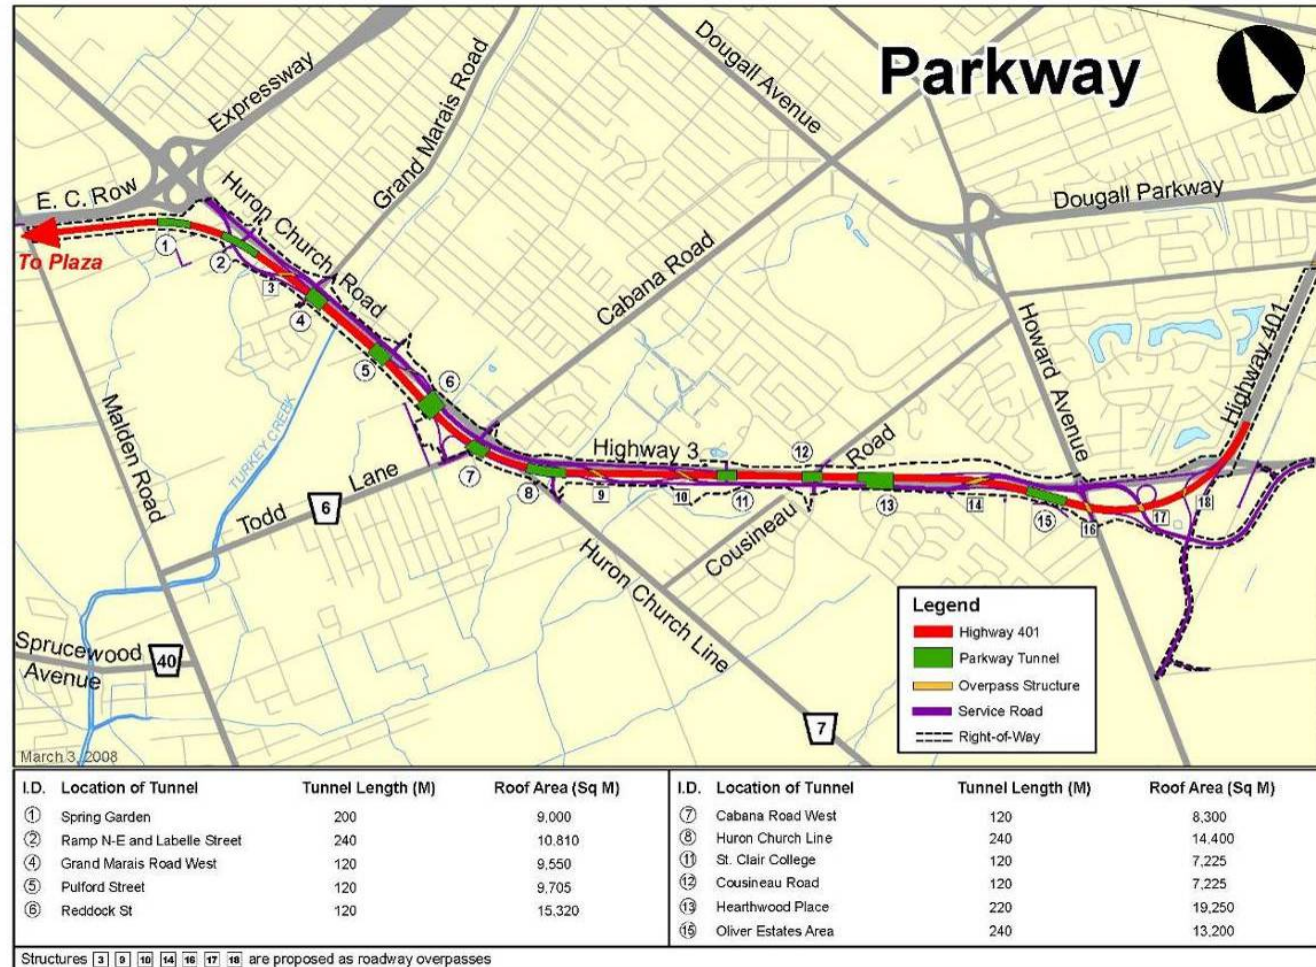 Parkway
Dougall Avenue
Expressway
Grand Marais Road
E. C. Row
Huron Church Road
Dougall Parkway
To Plaza
1
2
3
4
5
6
Cabana Road
Howard Avenue
Highway 401
Malden Road
TURKEY CREEK
Highway 3
12
Road
Todd Lane
6
7
8
9
10
11
13
14
15
16
17
18
Cousineau
Huron Church Line
Sprucewood
Avenue
40
7
Legend
Highway 401
Parkway Tunnel
Overpass Structure
Service Road
Right-of-Way
March 3, 2008
I.D. Location of Tunnel Tunnel Length (M) Roof Area (Sq M)
1 Spring Garden 200 9,000
2 Ramp N-E and Labelle Street 240 10,810
4 Grand Marais Road West 120 9,550
5 Pulford Street 120 9,705
6 Reddock St 120 15,320
I.D. Location of Tunnel Tunnel Length (M) Roof Area (Sq M)
7 Cabana Road West 120 8,300
8 Huron Church Line 240 14,400
11 St. Clair College 120 7,225
12 Cousineau Road 120 7,225
13 Hearthwood Place 220 19,250
15 Oliver Estates Area 240 13,200
Structures 3 9 10 14 16 17 18 are proposed as roadway overpasses